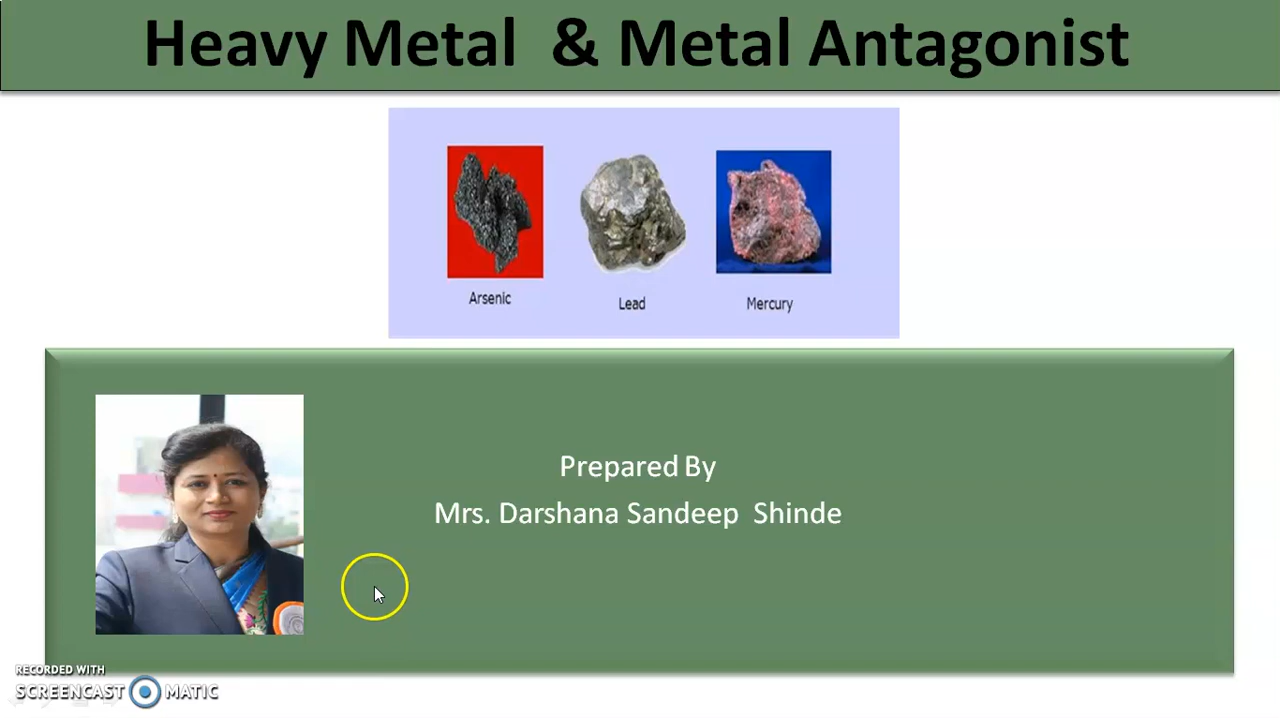 Heavy Metal & Metal Antagonist
Arsenic
Lead
Mercury
Prepared By
Mrs. Darshana Sandeep Shinde
RECORDED WITH
SCREENCAST MATIC